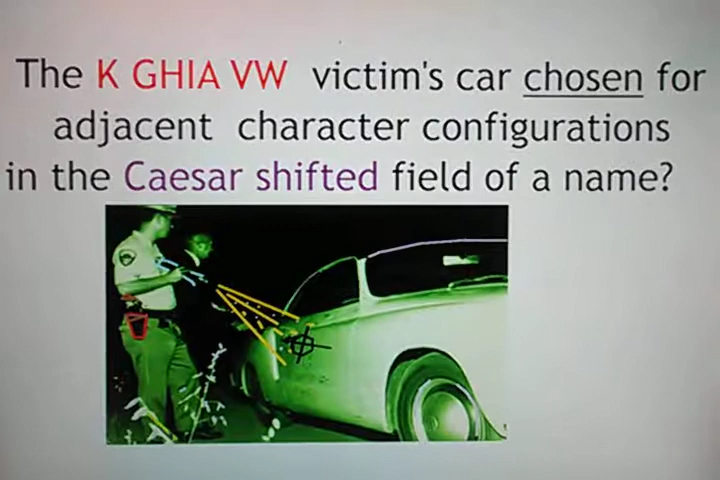 The K GHIA VW victim's car chosen for
adjacent character configurations
in the Caesar shifted field of a name?